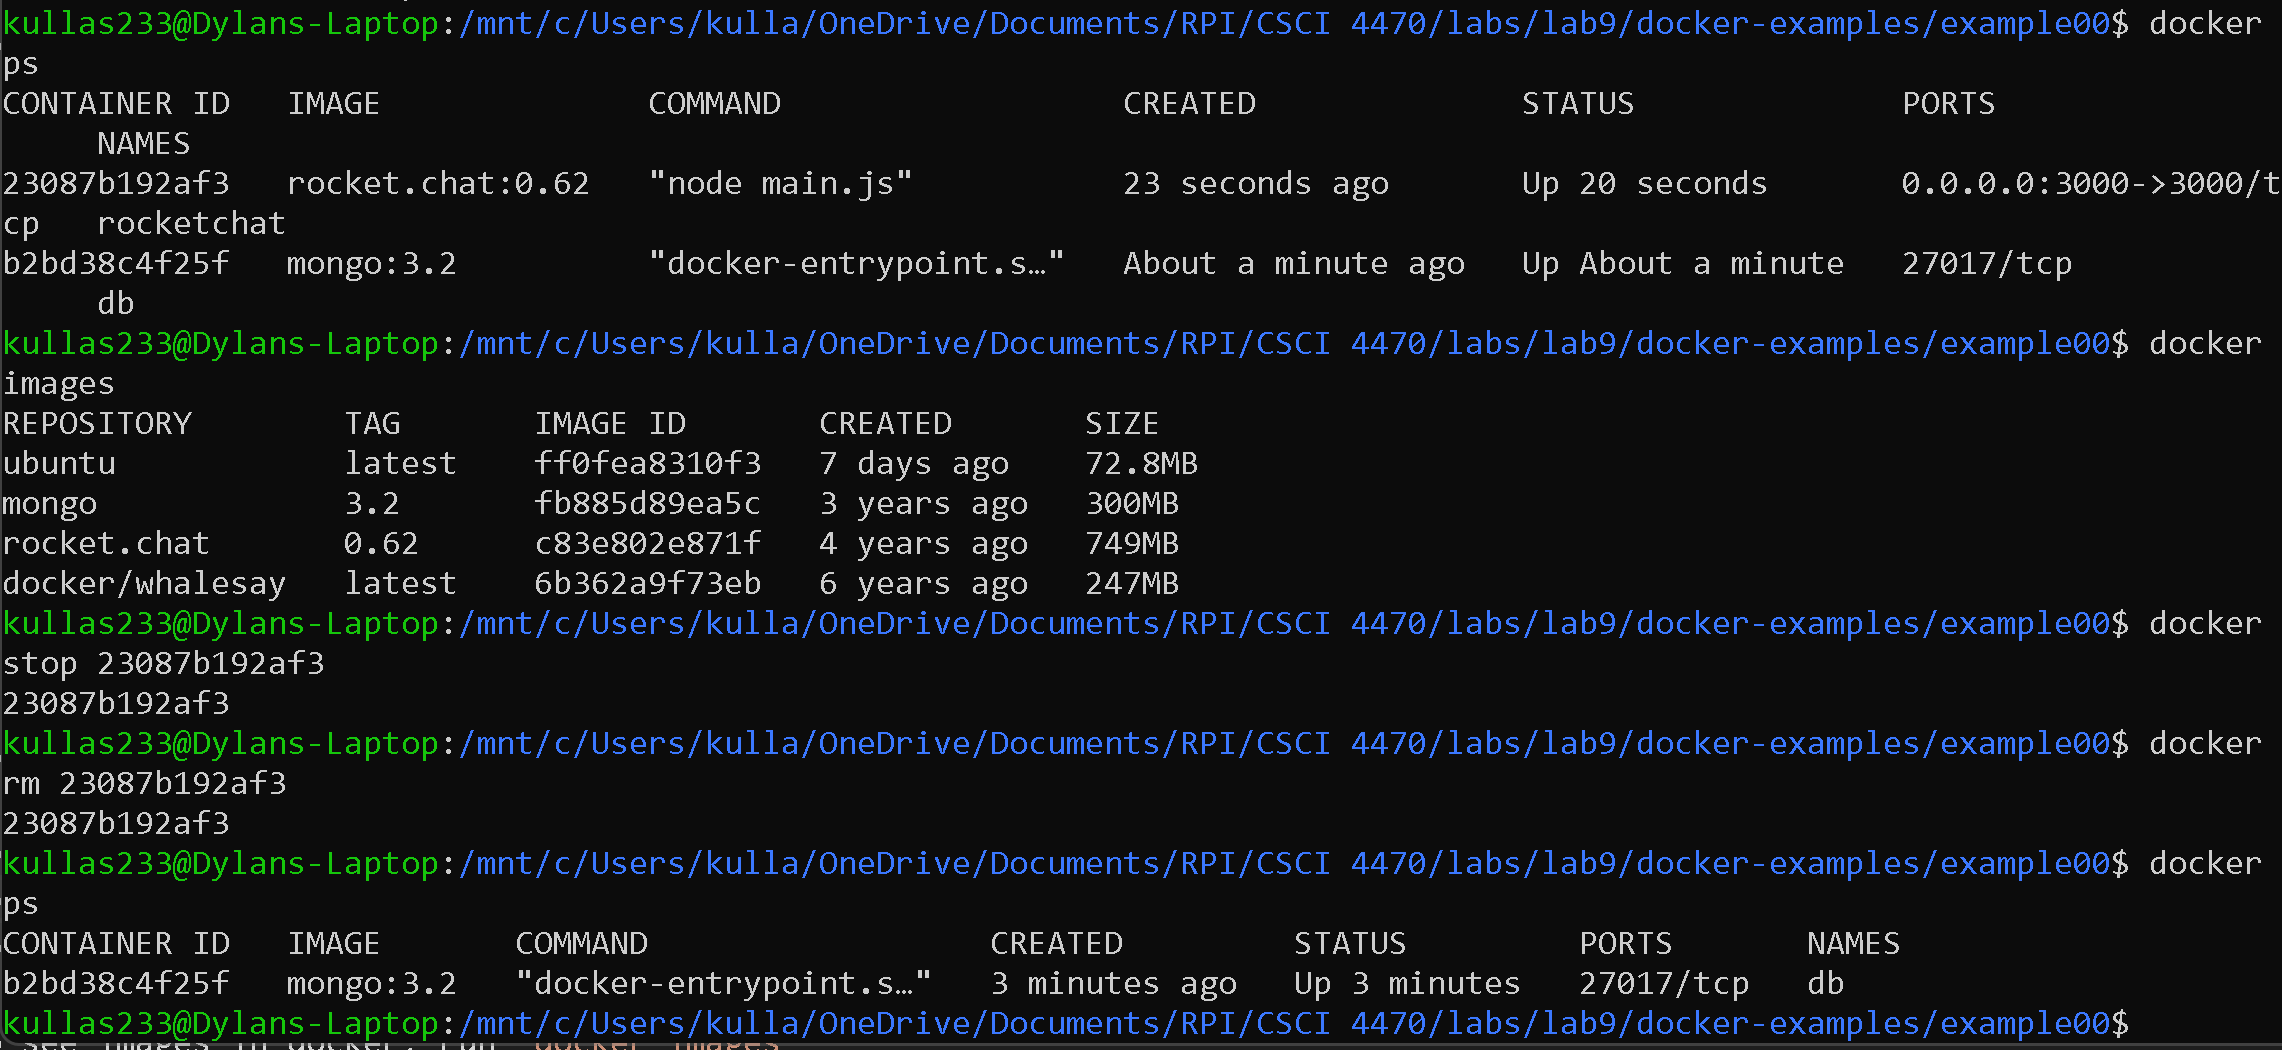 kullas233@Dylans-Laptop:/mnt/c/Users/kulla/OneDrive/Documents/RPI/CSCI 4470/labs/lab9/docker-examples/example00$ docker
ps
CONTAINER ID   IMAGE              COMMAND                  CREATED              STATUS              PORTS
     NAMES
23087b192af3   rocket.chat:0.62   "node main.js"           23 seconds ago       Up 20 seconds       0.0.0.0:3000->3000/t
cp   rocketchat
b2bd38c4f25f   mongo:3.2          "docker-entrypoint.s…"   About a minute ago   Up About a minute   27017/tcp
     db
kullas233@Dylans-Laptop:/mnt/c/Users/kulla/OneDrive/Documents/RPI/CSCI 4470/labs/lab9/docker-examples/example00$ docker
images
REPOSITORY        TAG       IMAGE ID       CREATED       SIZE
ubuntu            latest    ff0fea8310f3   7 days ago    72.8MB
mongo             3.2       fb885d89ea5c   3 years ago   300MB
rocket.chat       0.62      c83e802e871f   4 years ago   749MB
docker/whalesay   latest    6b362a9f73eb   6 years ago   247MB
kullas233@Dylans-Laptop:/mnt/c/Users/kulla/OneDrive/Documents/RPI/CSCI 4470/labs/lab9/docker-examples/example00$ docker
stop 23087b192af3
23087b192af3
kullas233@Dylans-Laptop:/mnt/c/Users/kulla/OneDrive/Documents/RPI/CSCI 4470/labs/lab9/docker-examples/example00$ docker
rm 23087b192af3
23087b192af3
kullas233@Dylans-Laptop:/mnt/c/Users/kulla/OneDrive/Documents/RPI/CSCI 4470/labs/lab9/docker-examples/example00$ docker
ps
CONTAINER ID   IMAGE       COMMAND                  CREATED         STATUS         PORTS       NAMES
b2bd38c4f25f   mongo:3.2   "docker-entrypoint.s…"   3 minutes ago   Up 3 minutes   27017/tcp   db
kullas233@Dylans-Laptop:/mnt/c/Users/kulla/OneDrive/Documents/RPI/CSCI 4470/labs/lab9/docker-examples/example00$
see images in docker, run `docker images`